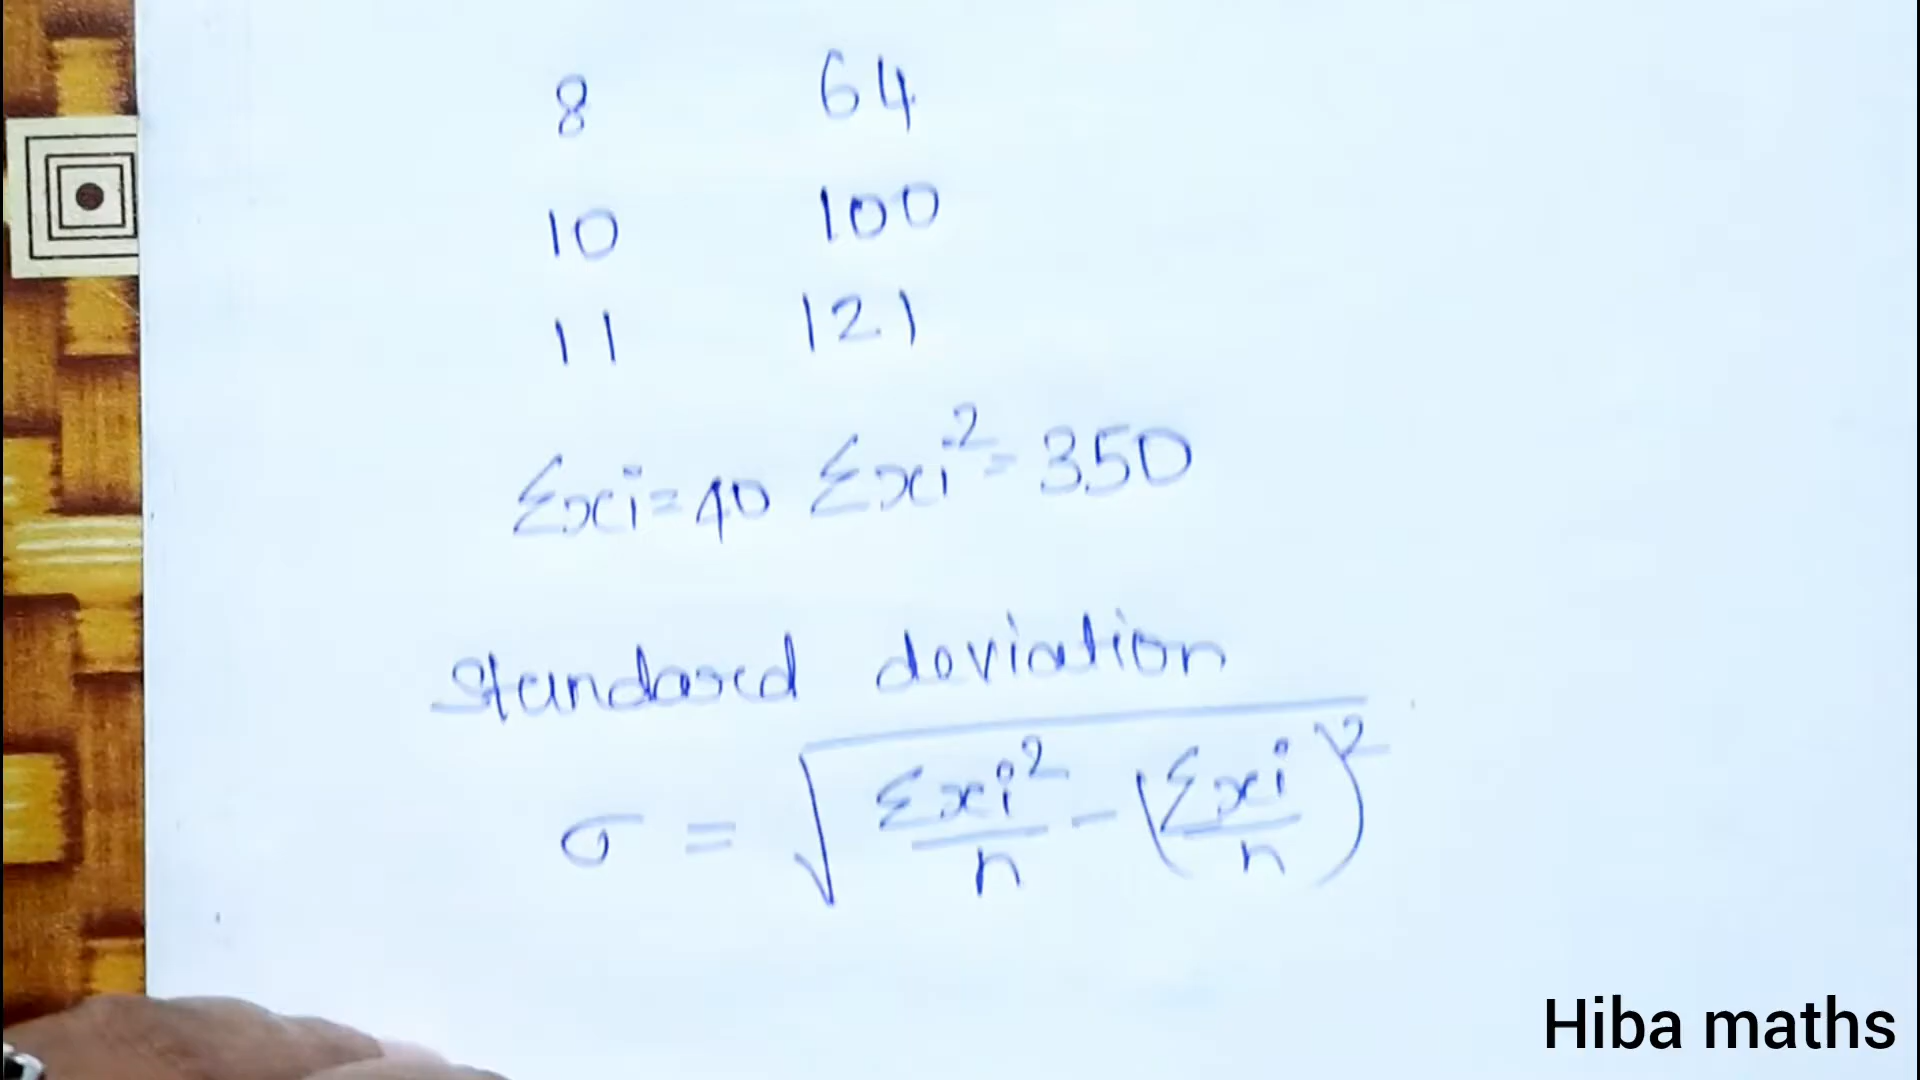 8 64
10 100
11 121
Σxi=40 Σxi²=350
Standard deviation
σ = √(Σxi²/n - (Σxi/n)²)
Hiba maths